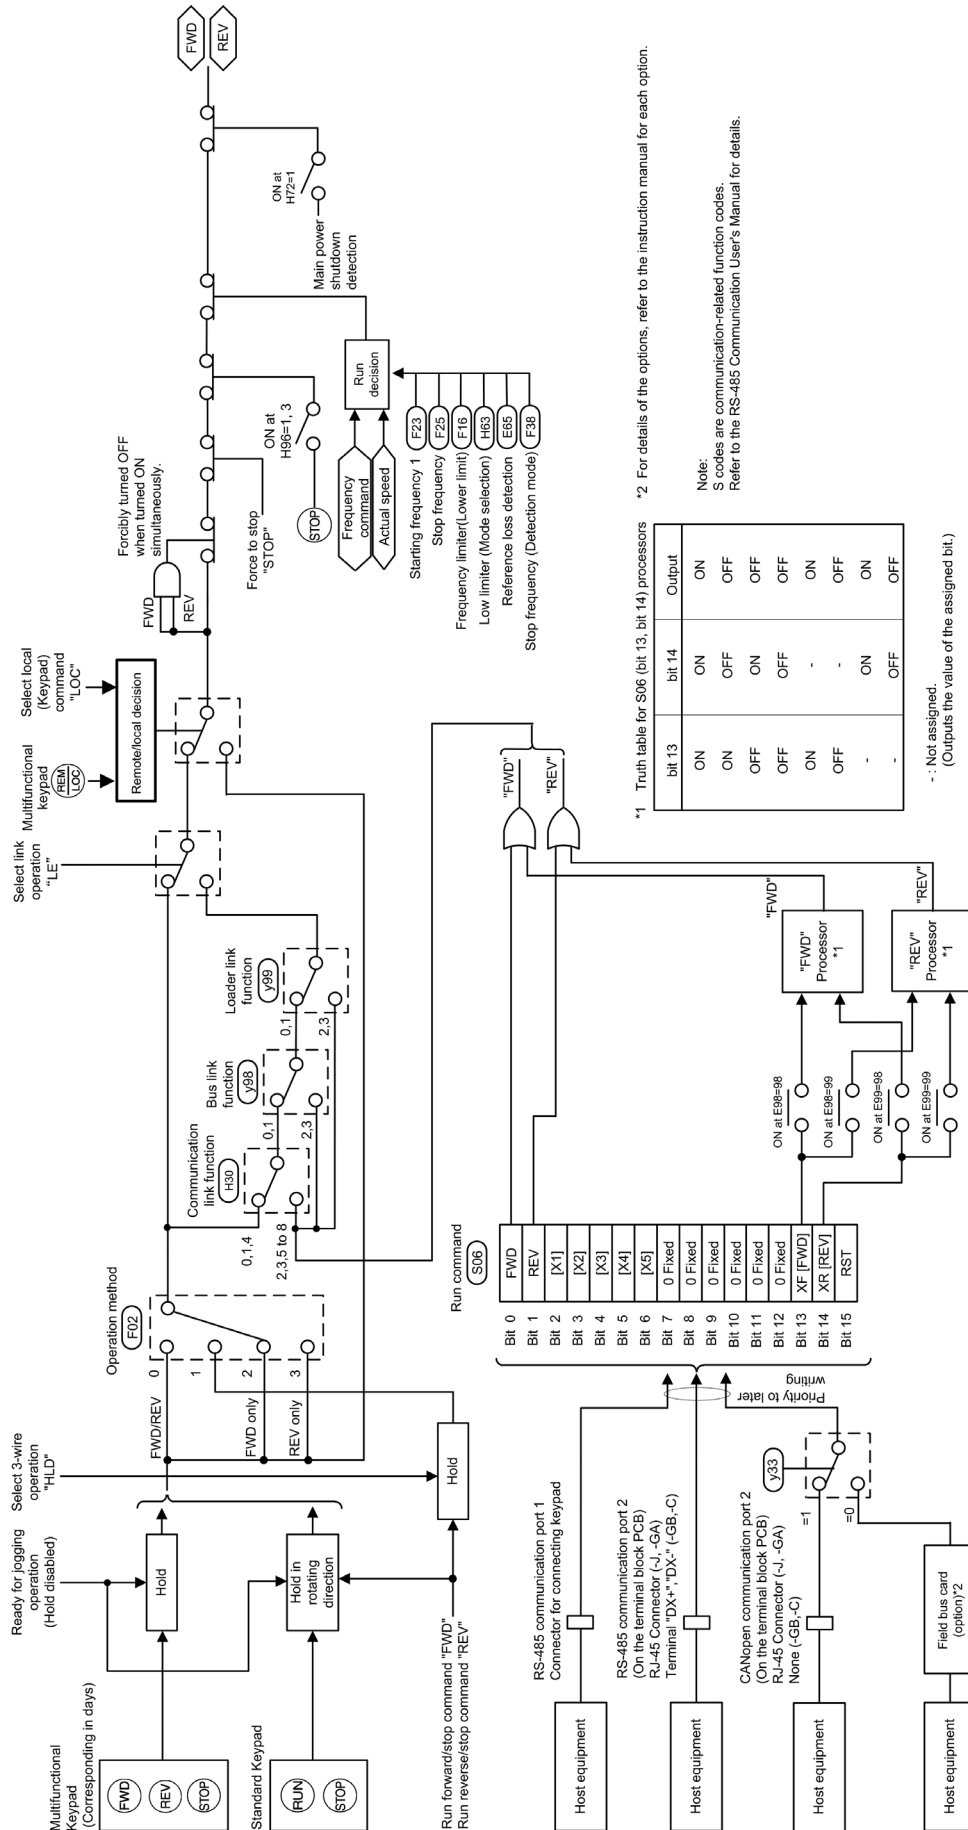 Multifunctional
Keypad
(Corresponding in days)
FWD
REV
STOP
Standard Keypad
RUN
STOP
Run forward/stop command "FWD"
Run reverse/stop command "REV"
Ready for jogging
operation
(Hold disabled)
Hold
Hold in
rotating
direction
Select 3-wire
operation
"HLD"
Hold
FWD/REV
FWD only
REV only
Operation method
F02
0
1
2
3
Communication
link function
H30
0,1,4
2,3,5 to 8
Bus link
function
y98
0,1
2,3
Loader link
function
y99
0,1
2,3
Select link
operation
"LE"
Multifunctional
keypad
REM
LOC
Select local
(Keypad)
command
"LOC"
Remote/local decision
FWD
REV
Forcibly turned OFF
when turned ON
simultaneously.
Force to stop
"STOP"
STOP
ON at
H96=1, 3
Frequency
command
Actual speed
Run
decision
Starting frequency 1
F23
Stop frequency
F25
Frequency limiter(Lower limit)
F16
Low limiter (Mode selection)
H63
Reference loss detection
E65
Stop frequency (Detection mode)
F38
Main power
shutdown
detection
ON at
H72=1
FWD
REV
Host equipment
RS-485 communication port 1
Connector for connecting keypad
Host equipment
RS-485 communication port 2
(On the terminal block PCB)
RJ-45 Connector (-J, -GA)
Terminal "DX+","DX-" (-GB,-C)
Host equipment
CANopen communication port 2
(On the terminal block PCB)
RJ-45 Connector (-J, -GA)
None (-GB,-C)
Host equipment
Field bus card
(option)*2
y33
=1
=0
Priority to later
writing
Run command
S06
Bit 0 FWD
Bit 1 REV
Bit 2 [X1]
Bit 3 [X2]
Bit 4 [X3]
Bit 5 [X4]
Bit 6 [X5]
Bit 7 0 Fixed
Bit 8 0 Fixed
Bit 9 0 Fixed
Bit 10 0 Fixed
Bit 11 0 Fixed
Bit 12 0 Fixed
Bit 13 XF [FWD]
Bit 14 XR [REV]
Bit 15 RST
ON at E98=98
ON at E98=99
ON at E99=98
ON at E99=99
"FWD"
Processor
*1
"REV"
Processor
*1
"FWD"
"REV"
"FWD"
"REV"
*1 Truth table for S06 (bit 13, bit 14) processors
bit 13 bit 14 Output
ON ON ON
ON OFF OFF
OFF ON OFF
OFF OFF OFF
ON - ON
OFF - OFF
- ON ON
- OFF OFF
- : Not assigned.
(Outputs the value of the assigned bit.)
*2 For details of the options, refer to the instruction manual for each option.
Note:
S codes are communication-related function codes.
Refer to the RS-485 Communication User's Manual for details.